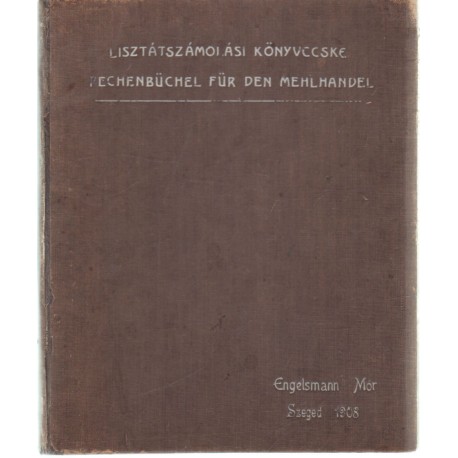 LISZTÁTSZÁMOLÁSI KÖNYVECSKE
RECHENBÜCHEL FÜR DEN MEHLHANDEL
Engelsmann Mór
Szeged 1908